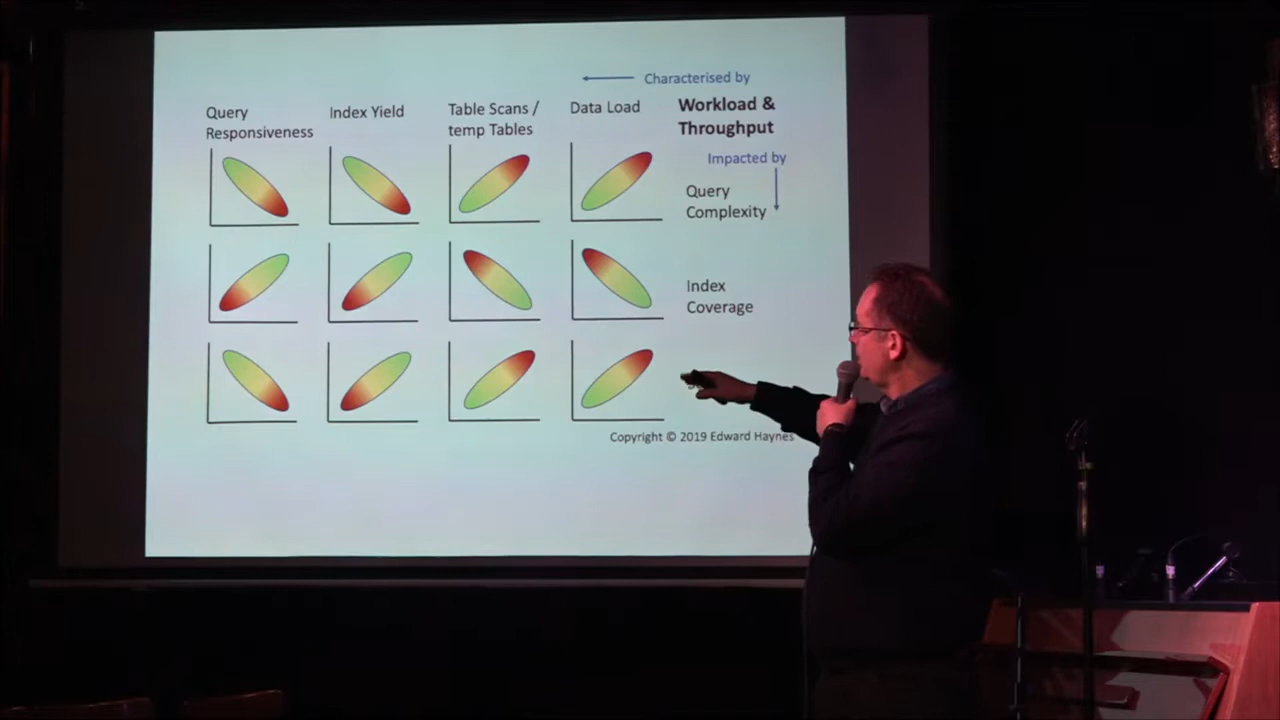 Characterised by
Query
Responsiveness
Index Yield
Table Scans /
temp Tables
Data Load
Workload &
Throughput
Impacted by
Query
Complexity
Index
Coverage
Copyright © 2019 Edward Haynes